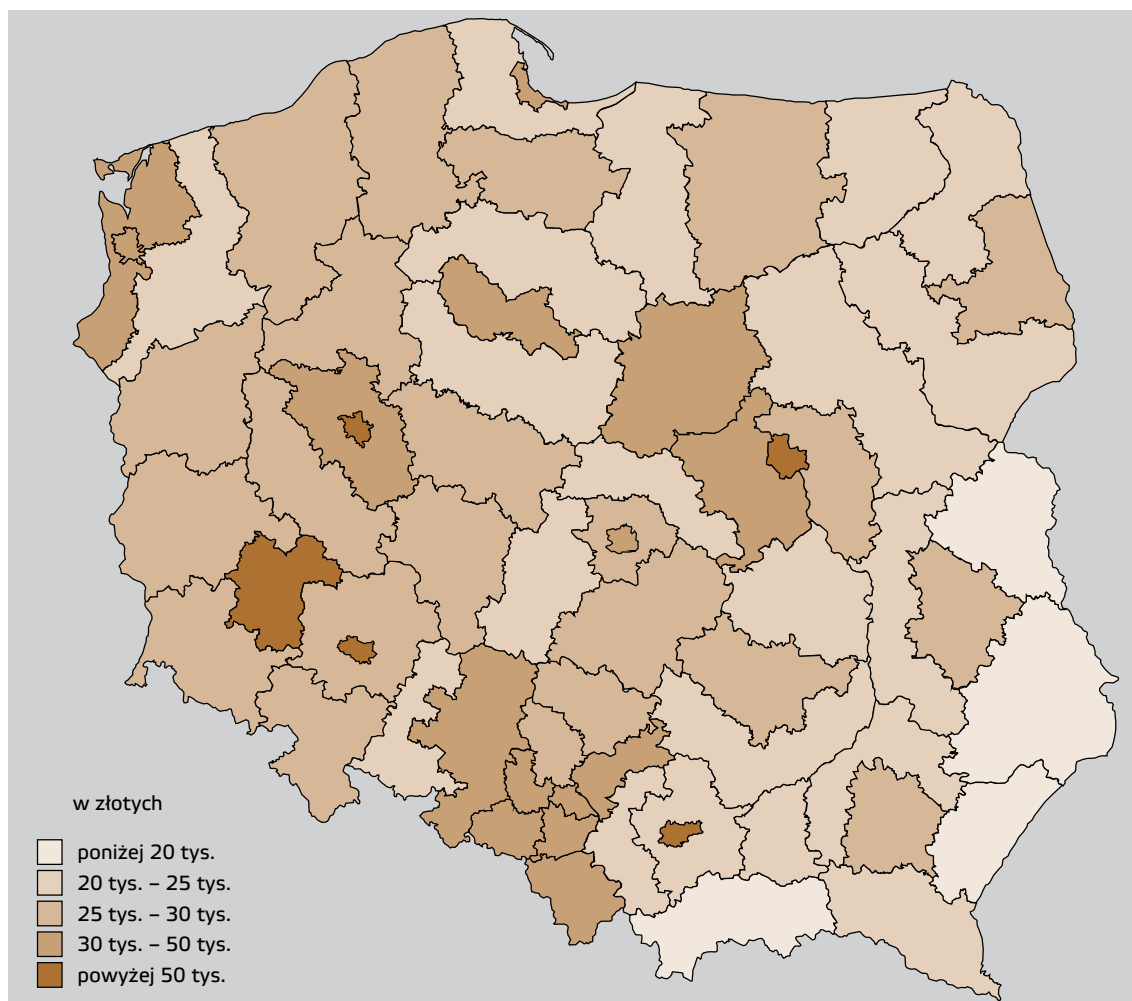 w złotych
poniżej 20 tys.
20 tys. – 25 tys.
25 tys. – 30 tys.
30 tys. – 50 tys.
powyżej 50 tys.